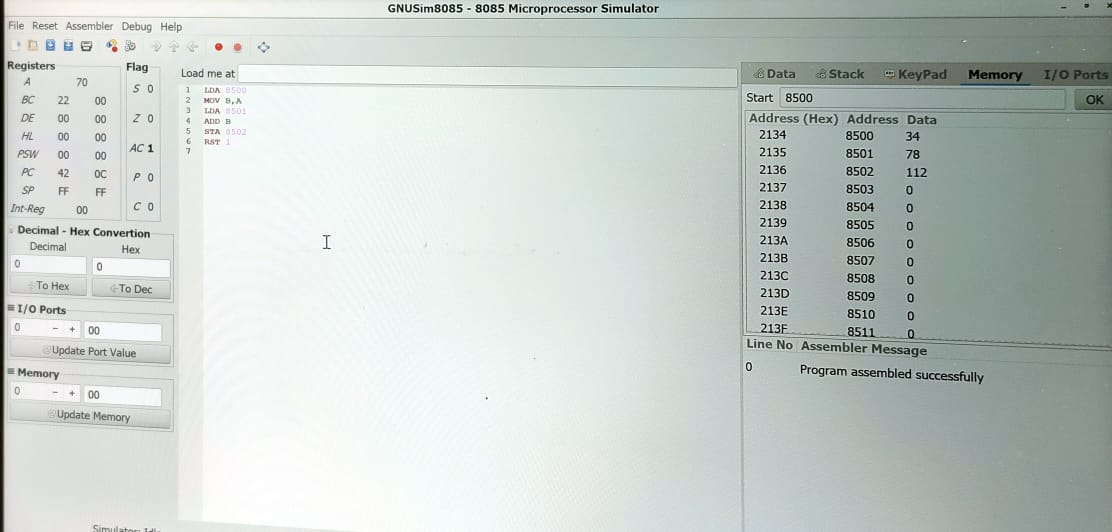 GNUSim8085 - 8085 Microprocessor Simulator
File Reset Assembler Debug Help
Registers
A 70
BC 22 00
DE 00 00
HL 00 00
PSW 00 00
PC 42 0C
SP FF FF
Int-Reg 00
Flag
S 0
Z 0
AC 1
P 0
C 0
Decimal - Hex Convertion
Decimal Hex
0 0
To Hex To Dec
I/O Ports
0 - + 00
Update Port Value
Memory
0 - + 00
Update Memory
Simulator: Idle
Load me at
1 LDA 8500
2 MOV B,A
3 LDA 8501
4 ADD B
5 STA 8502
6 RST 1
7
Data Stack KeyPad Memory I/O Ports
Start 8500 OK
Address (Hex) Address Data
2134 8500 34
2135 8501 78
2136 8502 112
2137 8503 0
2138 8504 0
2139 8505 0
213A 8506 0
213B 8507 0
213C 8508 0
213D 8509 0
213E 8510 0
213F 8511 0
Line No Assembler Message
0 Program assembled successfully